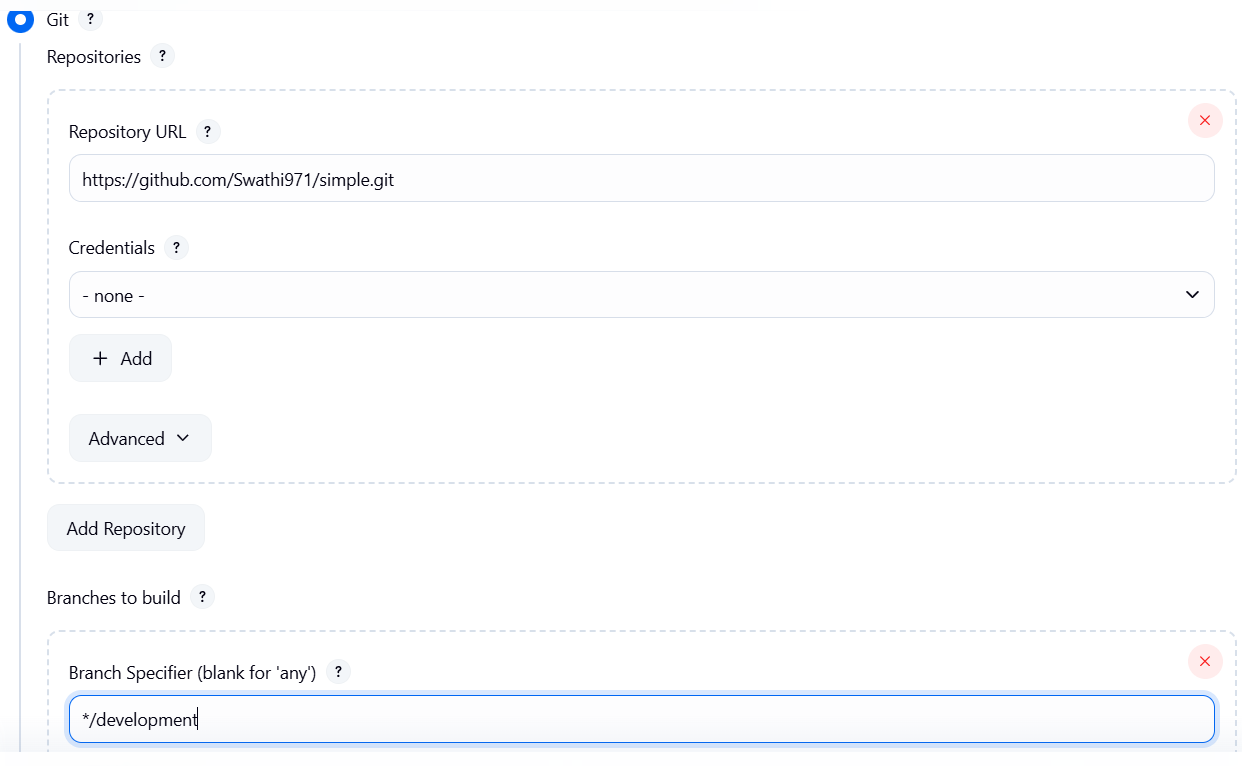 Git ?
Repositories ?
Repository URL ?
https://github.com/Swathi971/simple.git
Credentials ?
- none -
+ Add
Advanced
Add Repository
Branches to build ?
Branch Specifier (blank for 'any') ?
*/development